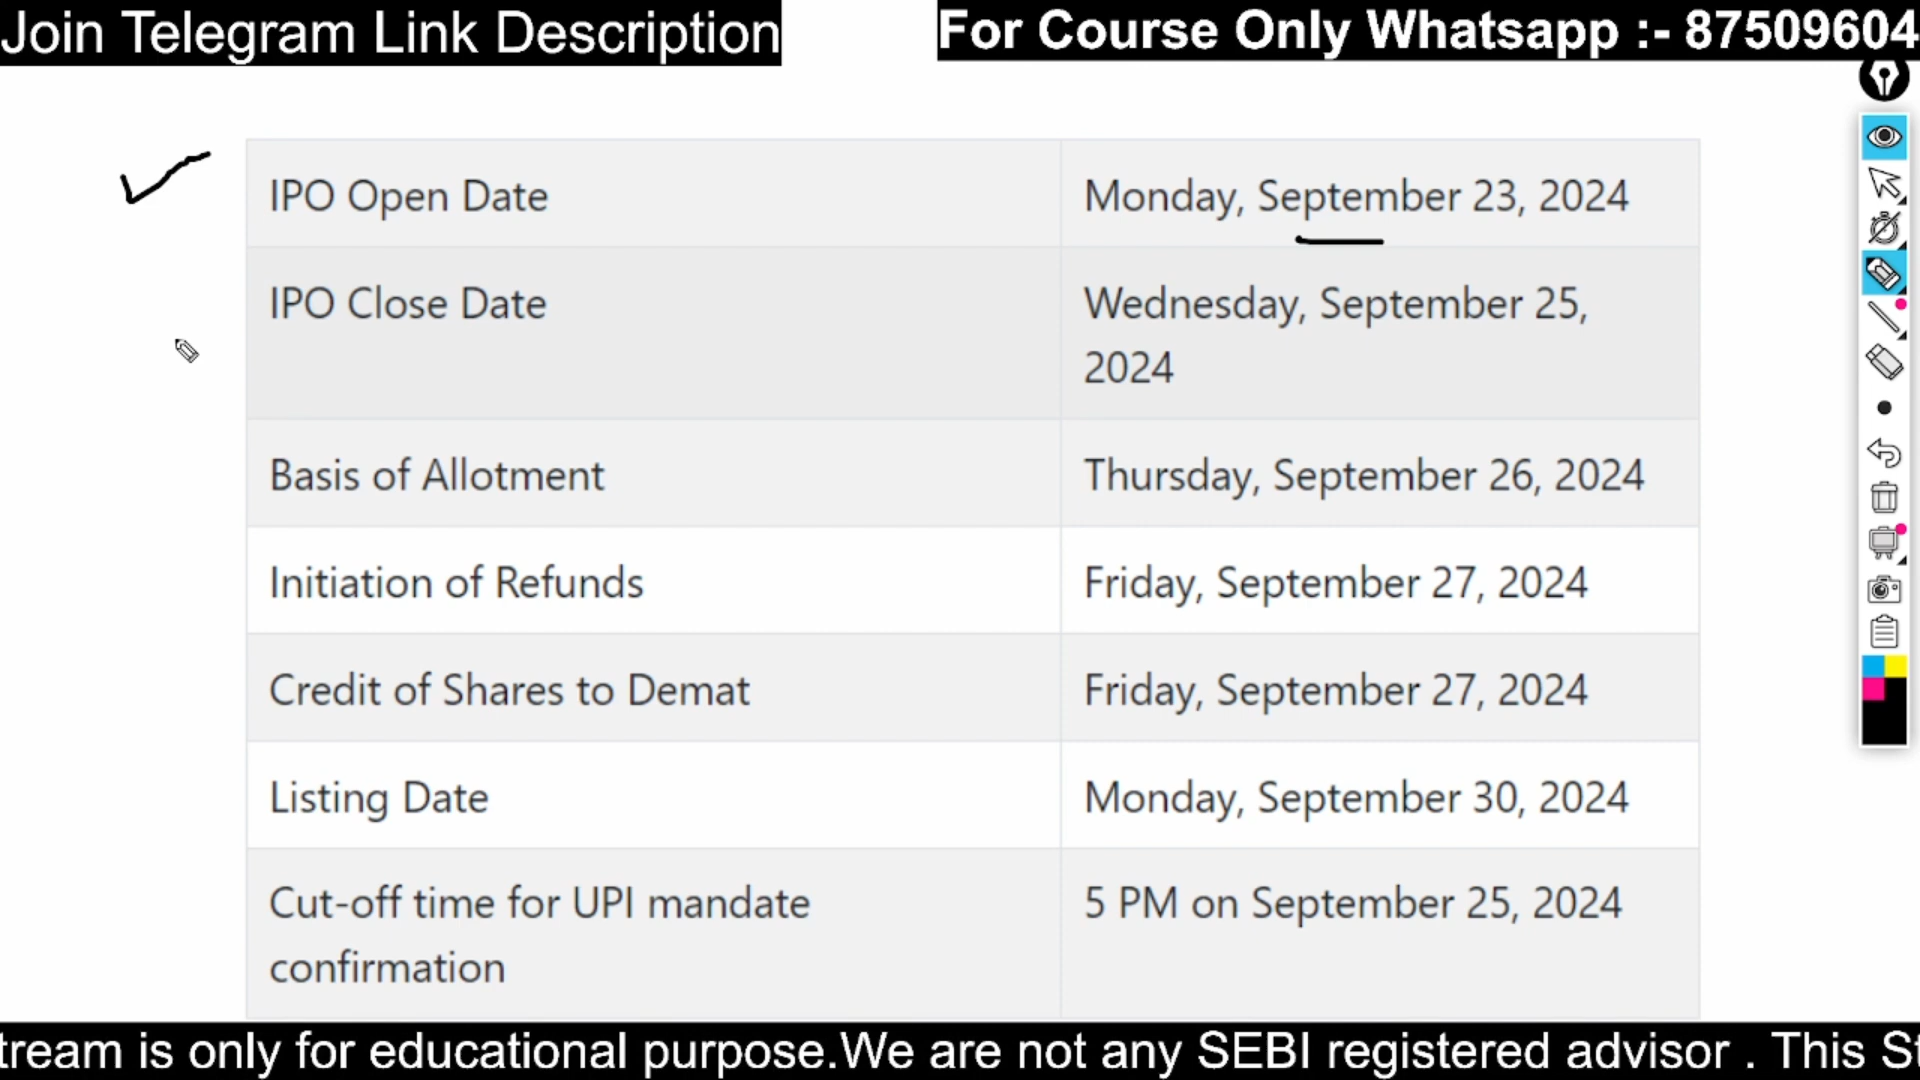 Join Telegram Link Description
For Course Only Whatsapp :- 87509604
IPO Open Date
Monday, September 23, 2024
IPO Close Date
Wednesday, September 25,
2024
Basis of Allotment
Thursday, September 26, 2024
Initiation of Refunds
Friday, September 27, 2024
Credit of Shares to Demat
Friday, September 27, 2024
Listing Date
Monday, September 30, 2024
Cut-off time for UPI mandate
confirmation
5 PM on September 25, 2024
tream is only for educational purpose.We are not any SEBI registered advisor . This St